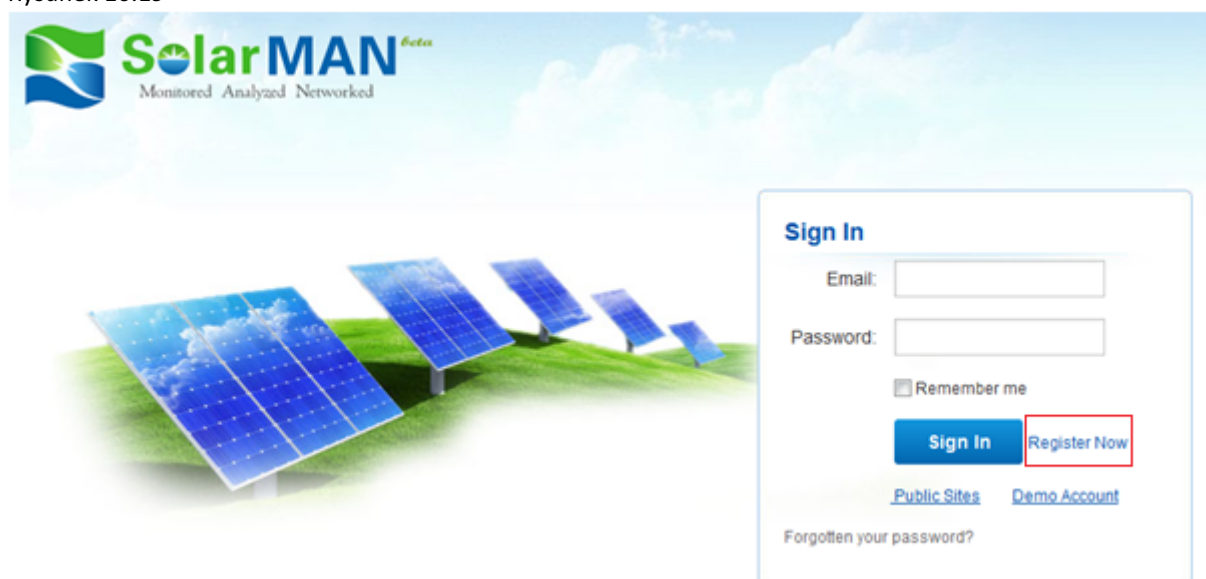 SolarMAN beta
Monitored Analyzed Networked
Sign In
Email:
Password:
Remember me
Sign In Register Now
Public Sites Demo Account
Forgotten your password?